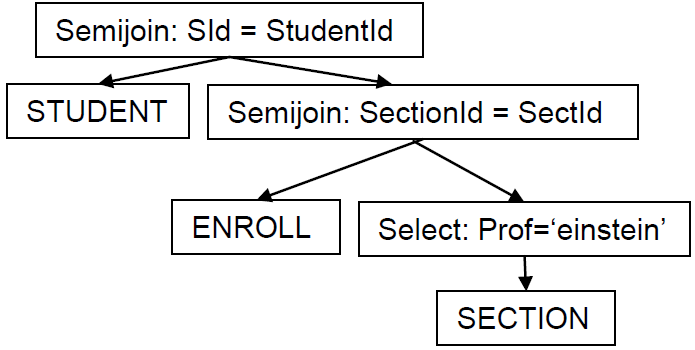 Semijoin: SId = StudentId
STUDENT
Semijoin: SectionId = SectId
ENROLL
Select: Prof=‘einstein’
SECTION